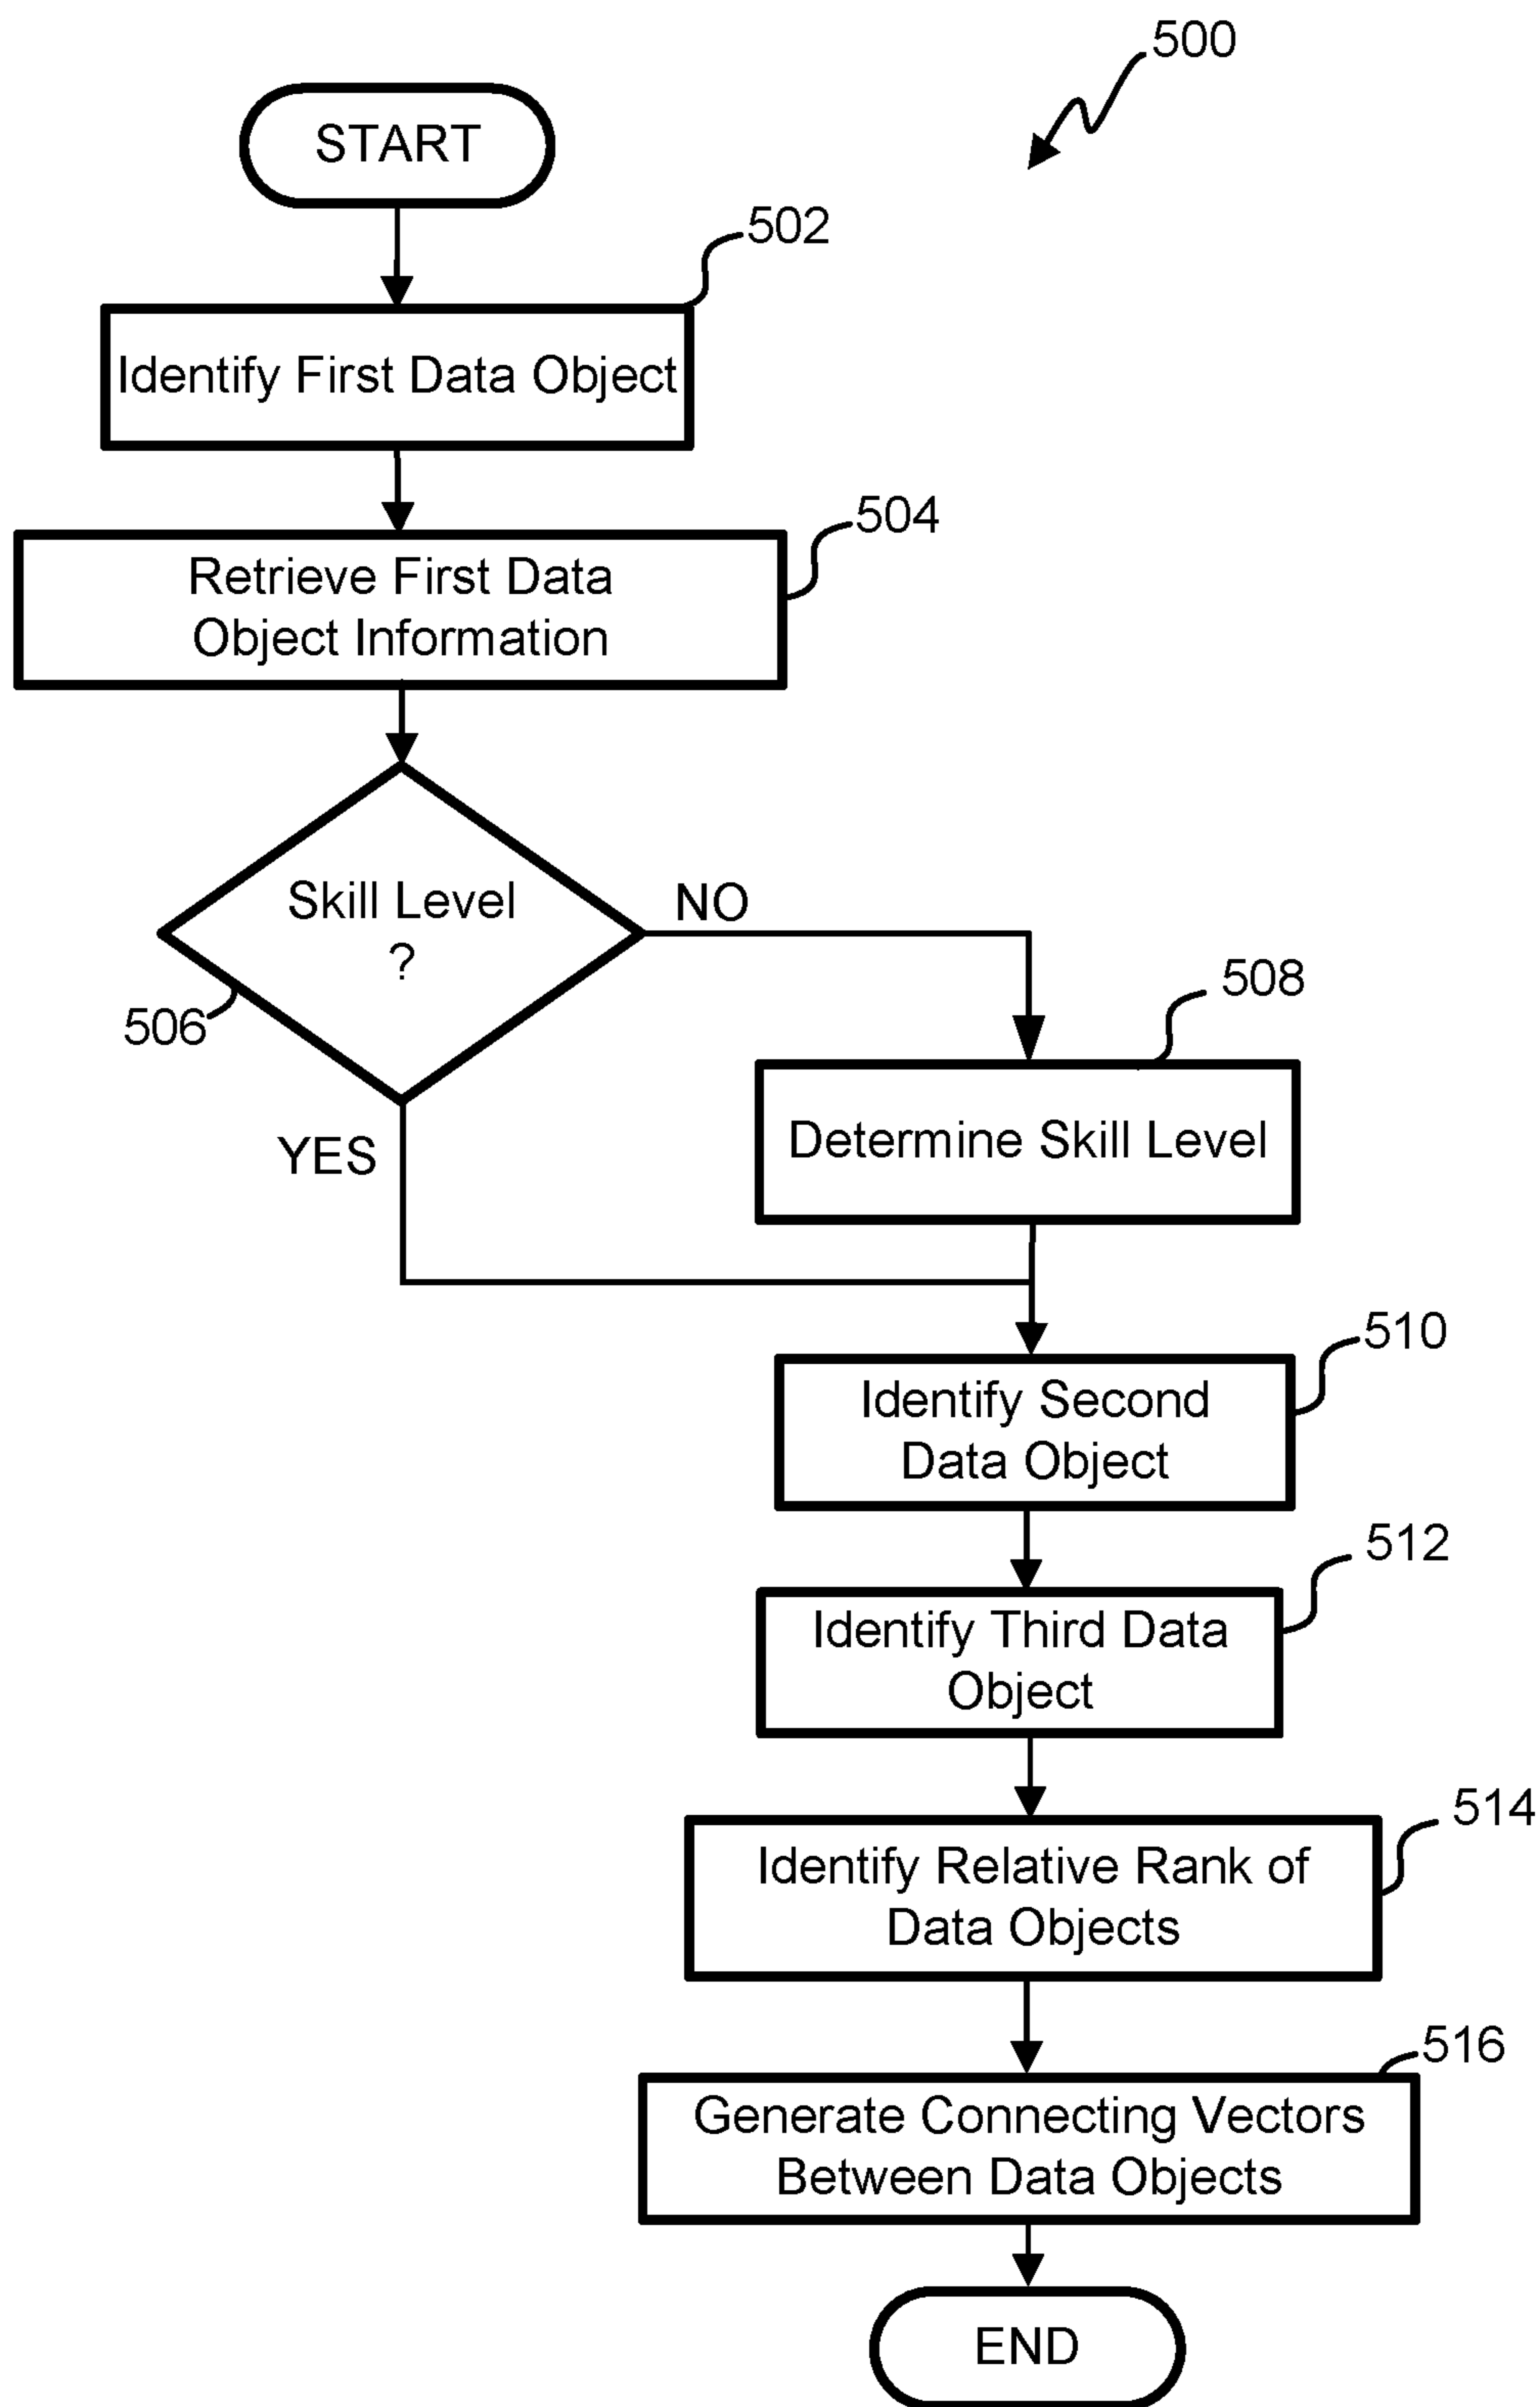 500
START
502
Identify First Data Object
504
Retrieve First Data
Object Information
Skill Level
?
NO
506
508
YES
Determine Skill Level
510
Identify Second
Data Object
512
Identify Third Data
Object
514
Identify Relative Rank of
Data Objects
516
Generate Connecting Vectors
Between Data Objects
END